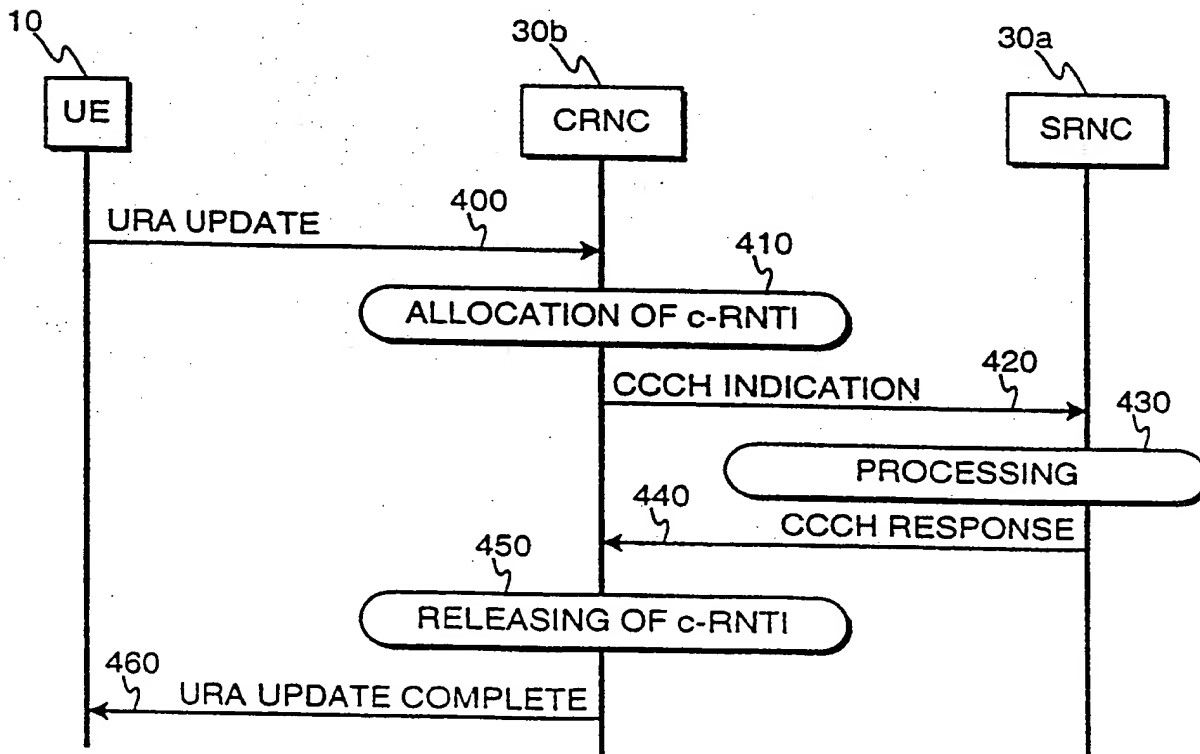 10
30b
30a
UE
CRNC
SRNC
URA UPDATE
400
410
ALLOCATION OF c-RNTI
420
CCCH INDICATION
430
PROCESSING
440
CCCH RESPONSE
450
RELEASING OF c-RNTI
460
URA UPDATE COMPLETE